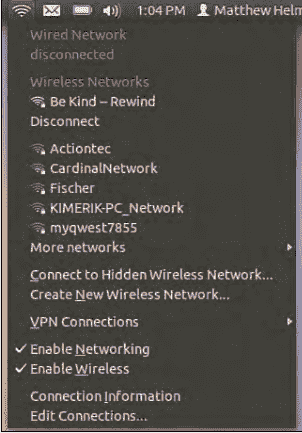 1:04 PM Matthew Helm
Wired Network
disconnected
Wireless Networks
Be Kind – Rewind
Disconnect
Actiontec
CardinalNetwork
Fischer
KIMERIK-PC_Network
myqwest7855
More networks
Connect to Hidden Wireless Network...
Create New Wireless Network...
VPN Connections
Enable Networking
Enable Wireless
Connection Information
Edit Connections...